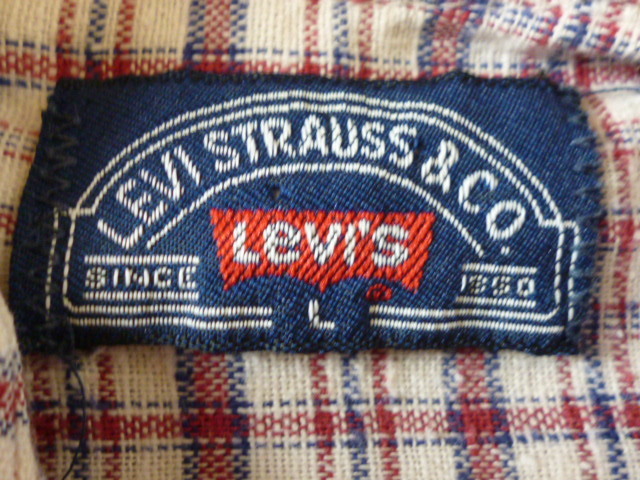 LEVI STRAUSS & CO.
LEVI'S
®
SINCE 1850
L